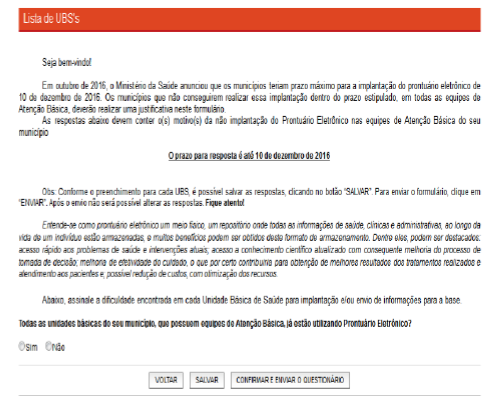 Lista de UBS's
Seja bem-vindo!
Em outubro de 2016, o Ministério da Saúde anunciou que os municípios teriam prazo máximo para a implantação do prontuário eletrônico de
10 de dezembro de 2016. Os municípios que não conseguirem realizar essa implantação dentro do prazo estipulado, em todas as equipes de
Atenção Básica, deverão realizar uma justificativa neste formulário.
As respostas abaixo devem conter o(s) motivo(s) da não implantação do Prontuário Eletrônico nas equipes de Atenção Básica do seu
município
O prazo para resposta é até 10 de dezembro de 2016
Obs: Conforme o preenchimento para cada UBS, é possível salvar as respostas, clicando no botão "SALVAR". Para enviar o formulário, clique em
"ENVIAR". Após o envio não será possível alterar as respostas. Fique atento!
Entende-se como prontuário eletrônico um meio físico, um repositório onde todas as informações de saúde, clínicas e administrativas, ao longo da
vida de um indivíduo estão armazenadas, e muitos benefícios podem ser obtidos deste formato de armazenamento. Dentre eles, podem ser destacados:
acesso rápido aos problemas de saúde e intervenções atuais; acesso a conhecimento científico atualizado com consequente melhoria do processo de
tomada de decisão; melhoria de efetividade do cuidado, o que por certo contribuiria para obtenção de melhores resultados dos tratamentos realizados e
atendimento aos pacientes e; possível redução de custos, com otimização dos recursos.
Abaixo, assinale a dificuldade encontrada em cada Unidade Básica de Saúde para implantação e/ou envio de informações para a base.
Todas as unidades básicas do seu município, que possuem equipes de Atenção Básica, já estão utilizando Prontuário Eletrônico?
Sim Não
VOLTAR SALVAR CONFIRMAR E ENVIAR O QUESTIONÁRIO